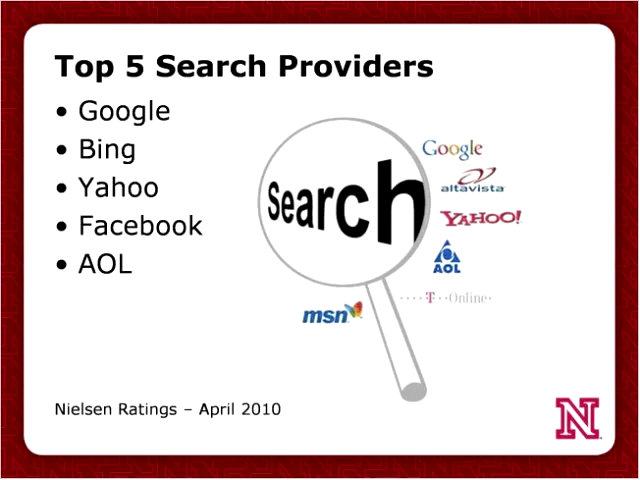 Top 5 Search Providers
• Google
• Bing
• Yahoo
• Facebook
• AOL
Search
Google
altavista
YAHOO!
AOL
T Online
msn
Nielsen Ratings – April 2010
N